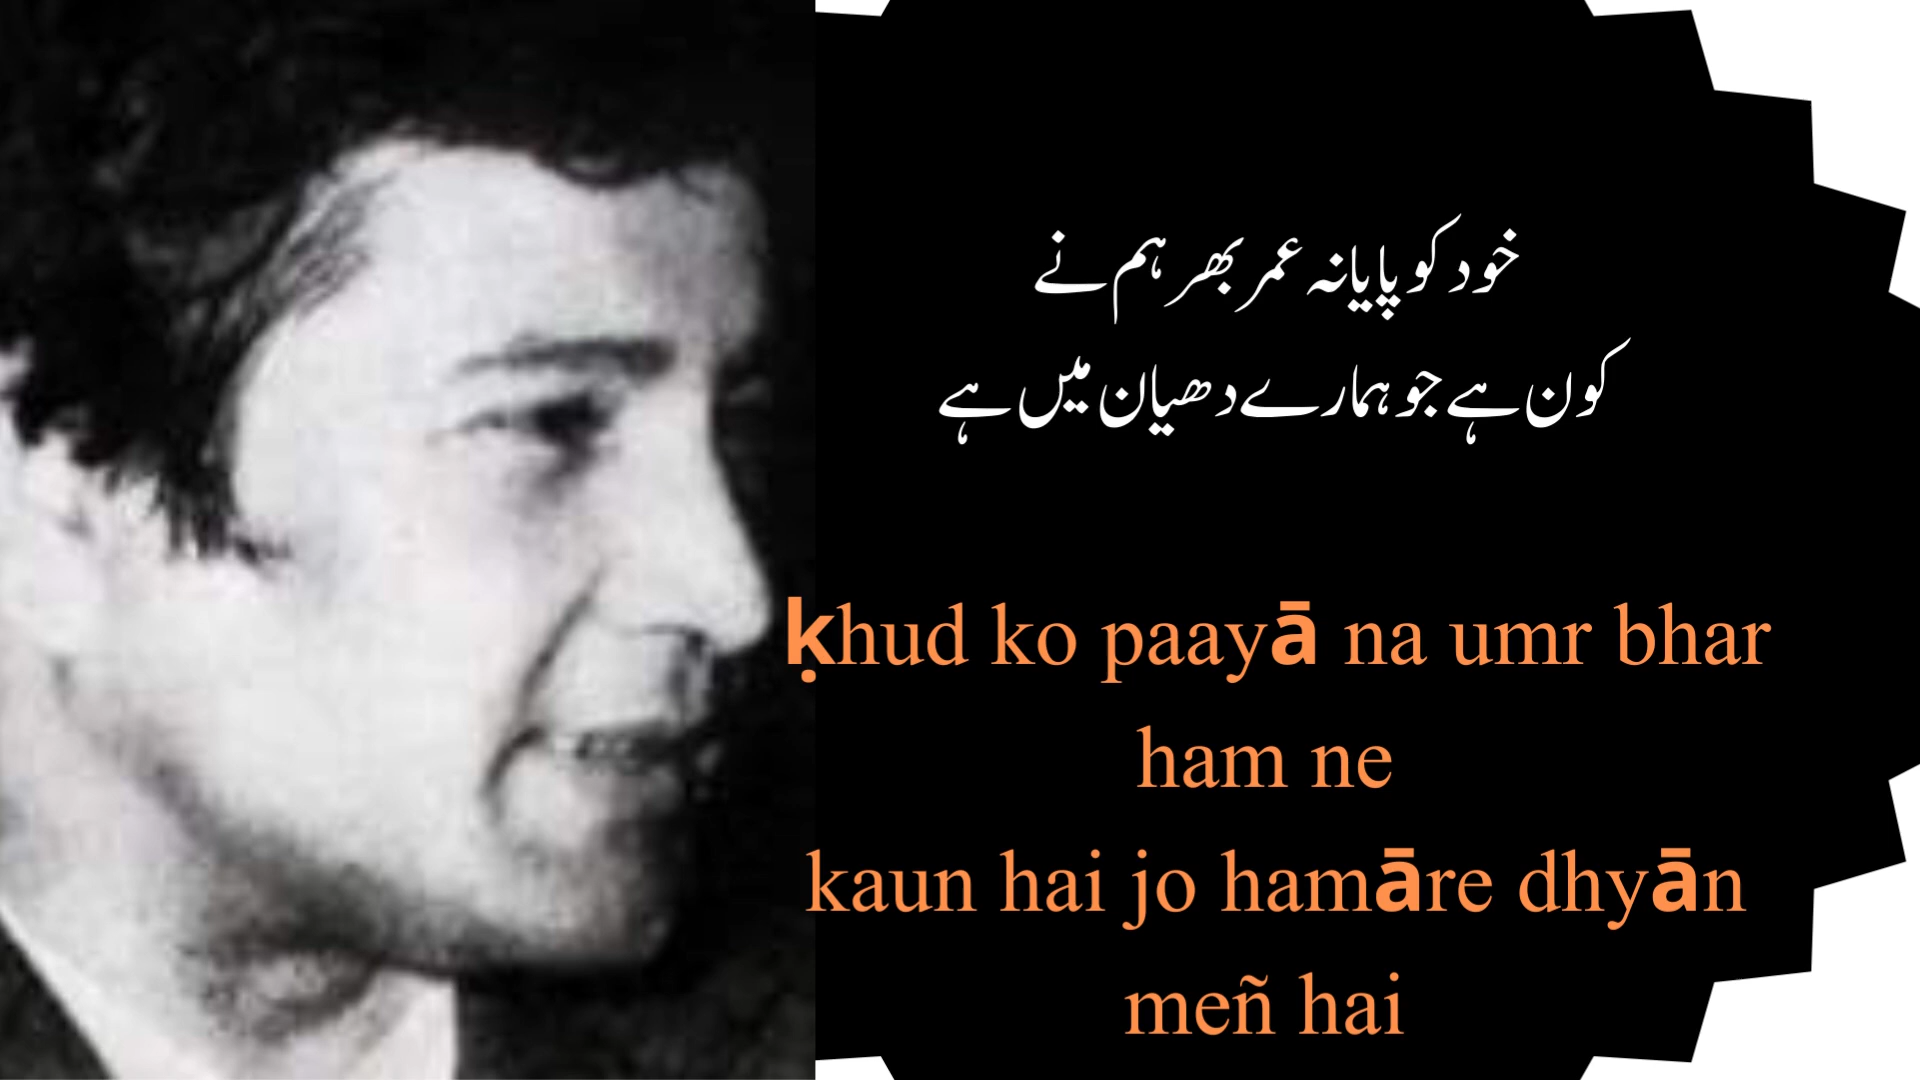 خود کو پایا نہ عمر بھر ہم نے
کون ہے جو ہمارے دھیان میں ہے
ḳhud ko paayā na umr bhar
ham ne
kaun hai jo hamāre dhyān
meñ hai